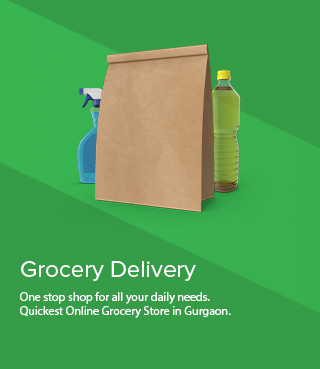 Grocery Delivery
One stop shop for all your daily needs.
Quickest Online Grocery Store in Gurgaon.